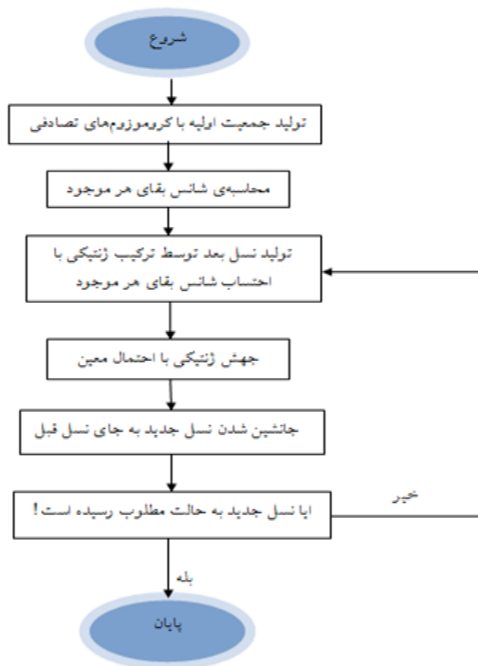 شروع
تولید جمعیت اولیه با کروموزوم‌های تصادفی
محاسبه‌ی شانس بقای هر موجود
تولید نسل بعد توسط ترکیب ژنتیکی با
احتساب شانس بقای هر موجود
جهش ژنتیکی با احتمال معین
جانشین شدن نسل جدید به جای نسل قبل
ایا نسل جدید به حالت مطلوب رسیده است!
خیر
بله
پایان